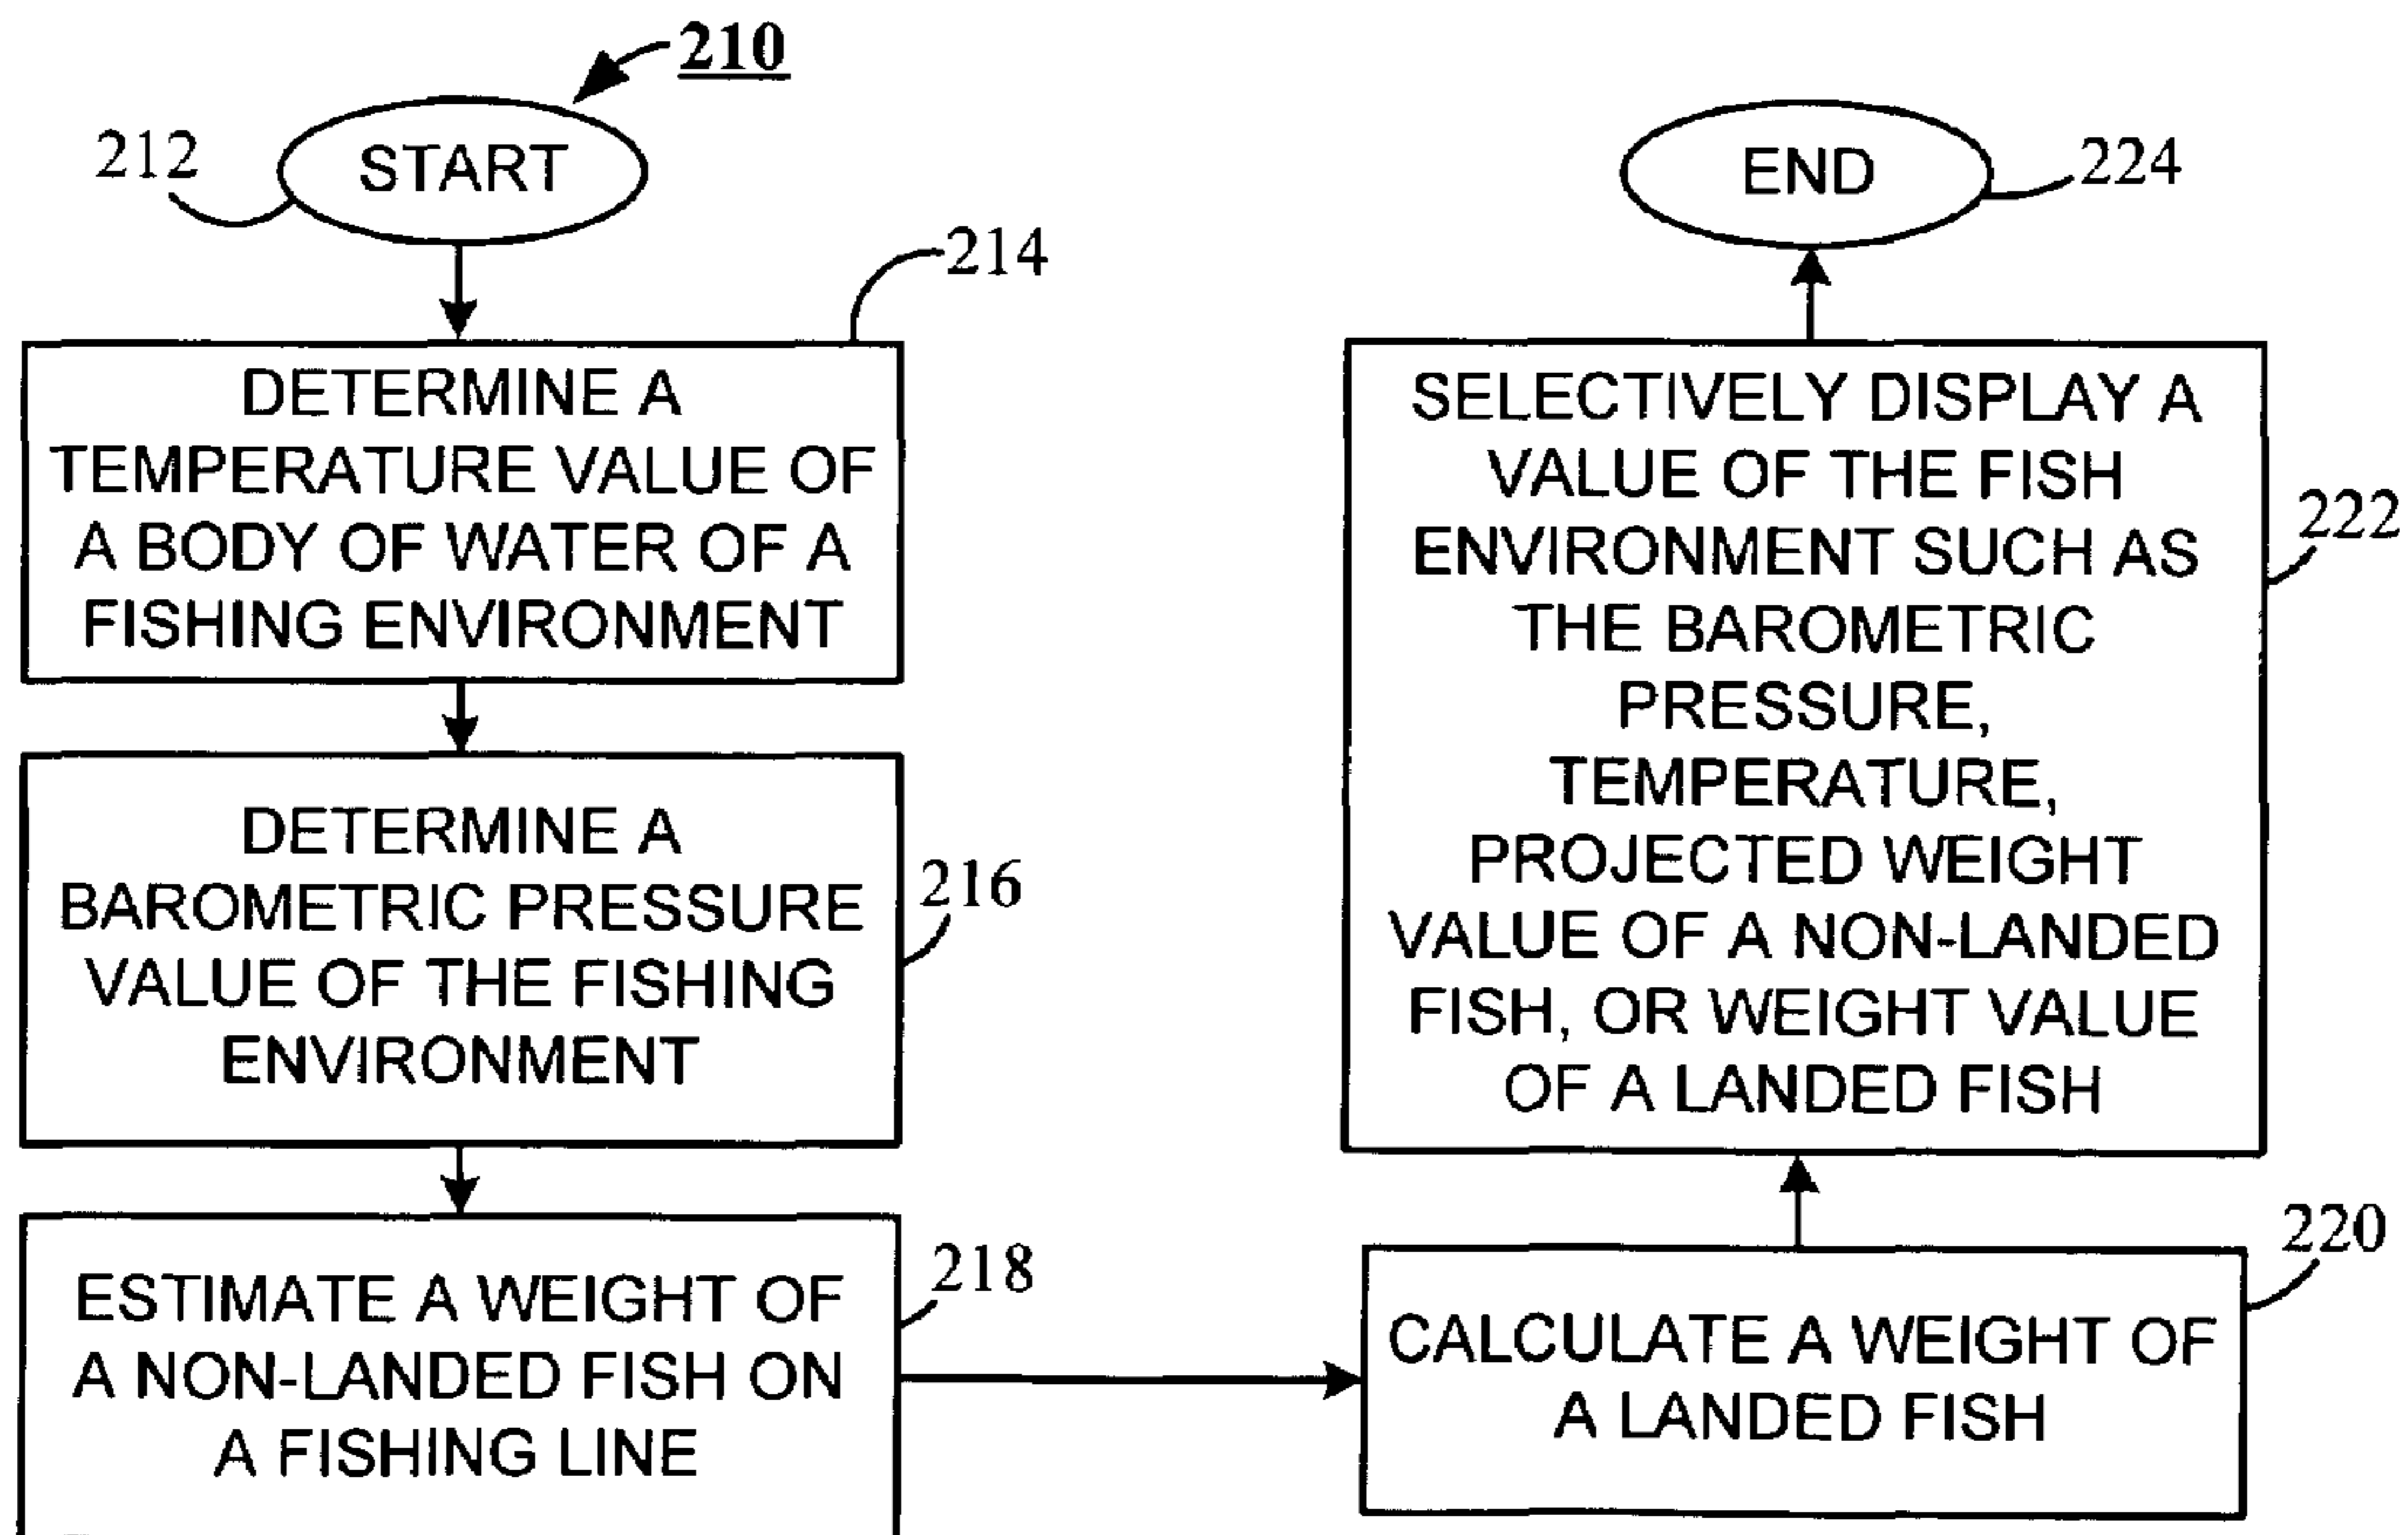 210
212
START
214
DETERMINE A
TEMPERATURE VALUE OF
A BODY OF WATER OF A
FISHING ENVIRONMENT
DETERMINE A
BAROMETRIC PRESSURE
VALUE OF THE FISHING
ENVIRONMENT
216
ESTIMATE A WEIGHT OF
A NON-LANDED FISH ON
A FISHING LINE
218
CALCULATE A WEIGHT OF
A LANDED FISH
220
SELECTIVELY DISPLAY A
VALUE OF THE FISH
ENVIRONMENT SUCH AS
THE BAROMETRIC
PRESSURE,
TEMPERATURE,
PROJECTED WEIGHT
VALUE OF A NON-LANDED
FISH, OR WEIGHT VALUE
OF A LANDED FISH
222
END
224